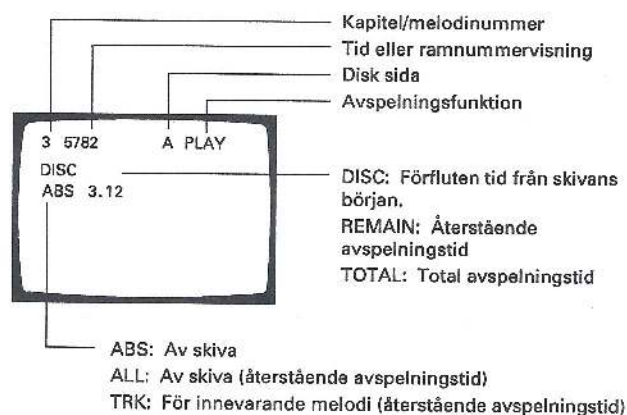 Kapitel/melodinummer
Tid eller ramnummervisning
Disk sida
Avspelningsfunktion
3 5782 A PLAY
DISC
ABS 3.12
DISC: Förfluten tid från skivans
början.
REMAIN: Återstående
avspelningstid
TOTAL: Total avspelningstid
ABS: Av skiva
ALL: Av skiva (återstående avspelningstid)
TRK: För innevarande melodi (återstående avspelningstid)